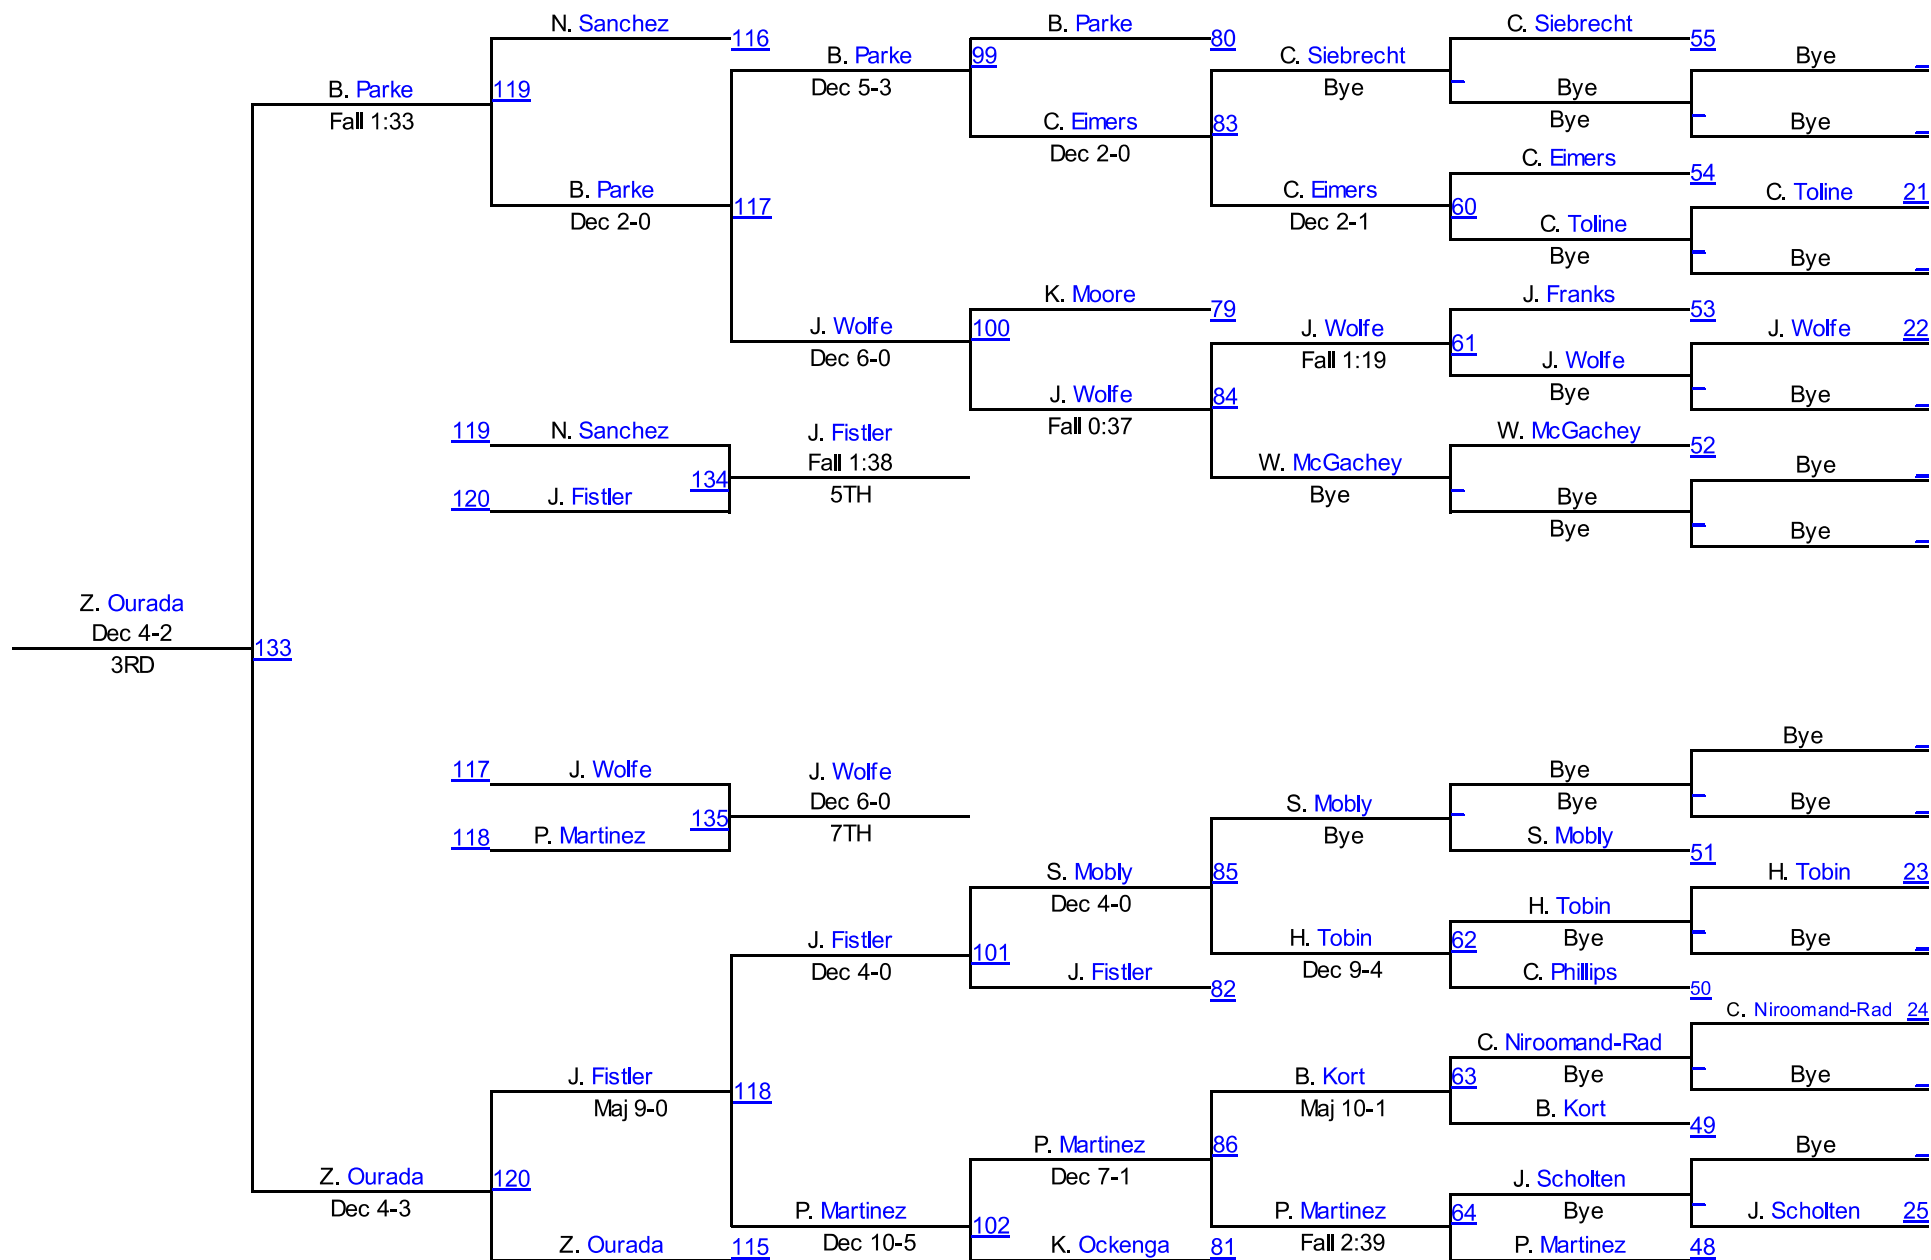 N. Sanchez
116
B. Parke
Fall 1:33
119
B. Parke
Dec 2-0
117
B. Parke
Dec 5-3
99
B. Parke
80
C. Eimers
Dec 2-0
83
C. Siebrecht
Bye
C. Siebrecht
55
Bye
Bye
Bye
Bye
C. Eimers
Dec 2-1
60
C. Eimers
54
C. Toline
Bye
C. Toline
21
Bye
J. Wolfe
Dec 6-0
100
K. Moore
79
J. Wolfe
Fall 0:37
84
J. Wolfe
Fall 1:19
61
J. Franks
53
J. Wolfe
Bye
J. Wolfe
22
Bye
W. McGachey
Bye
W. McGachey
52
Bye
Bye
Bye
Bye
119
N. Sanchez
120
J. Fistler
134
J. Fistler
Fall 1:38
5TH
Z. Ourada
Dec 4-2
3RD
133
117
J. Wolfe
118
P. Martinez
135
J. Wolfe
Dec 6-0
7TH
J. Fistler
Dec 4-0
101
S. Mobly
Dec 4-0
85
S. Mobly
Bye
Bye
Bye
Bye
Bye
S. Mobly
51
H. Tobin
Dec 9-4
62
H. Tobin
Bye
H. Tobin
23
Bye
C. Phillips
50
J. Fistler
82
J. Fistler
Maj 9-0
118
P. Martinez
Dec 10-5
102
P. Martinez
Dec 7-1
86
B. Kort
Maj 10-1
63
C. Niroomand-Rad
Bye
C. Niroomand-Rad
24
Bye
B. Kort
49
P. Martinez
Fall 2:39
64
J. Scholten
Bye
Bye
J. Scholten
25
P. Martinez
48
K. Ockenga
81
Z. Ourada
Dec 4-3
120
Z. Ourada
115